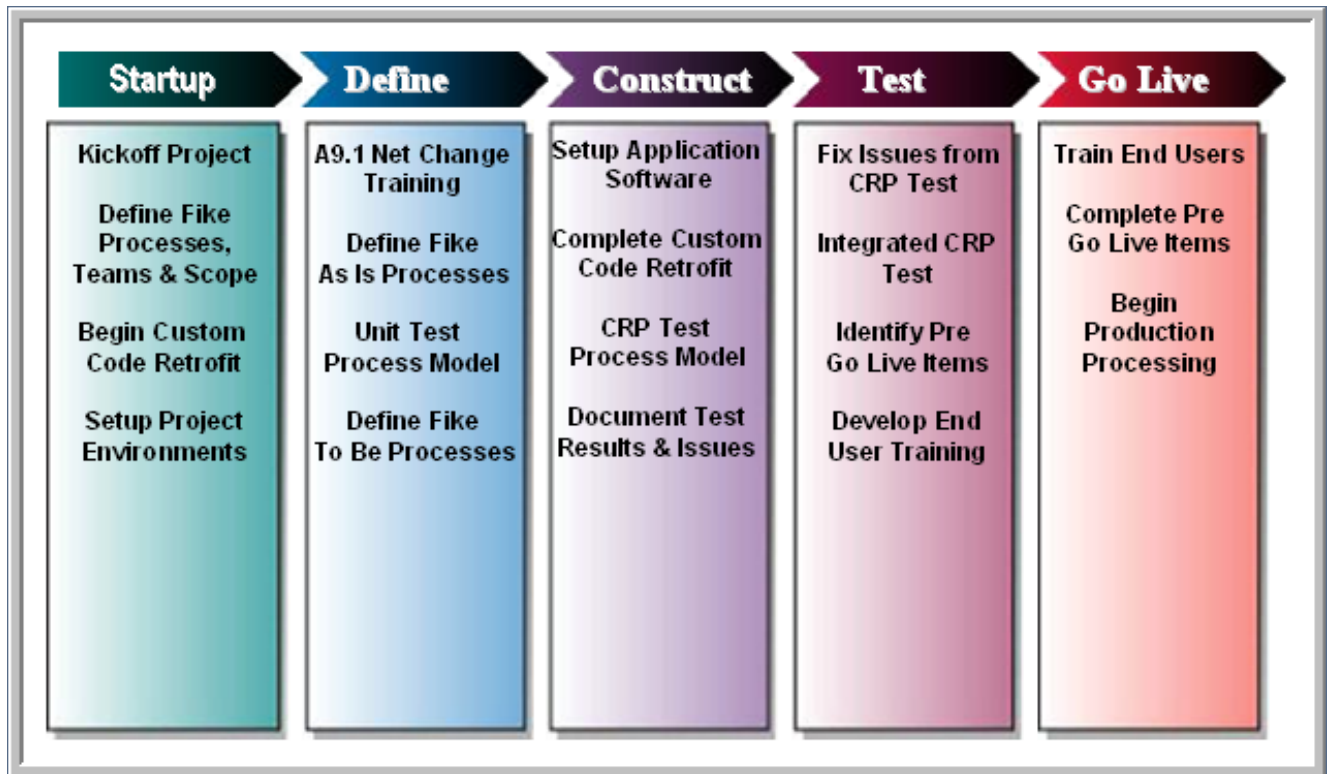 Startup
Define
Construct
Test
Go Live
Kickoff Project
Define Fike
Processes,
Teams & Scope
Begin Custom
Code Retrofit
Setup Project
Environments
A9.1 Net Change
Training
Define Fike
As Is Processes
Unit Test
Process Model
Define Fike
To Be Processes
Setup Application
Software
Complete Custom
Code Retrofit
CRP Test
Process Model
Document Test
Results & Issues
Fix Issues from
CRP Test
Integrated CRP
Test
Identify Pre
Go Live Items
Develop End
User Training
Train End Users
Complete Pre
Go Live Items
Begin
Production
Processing